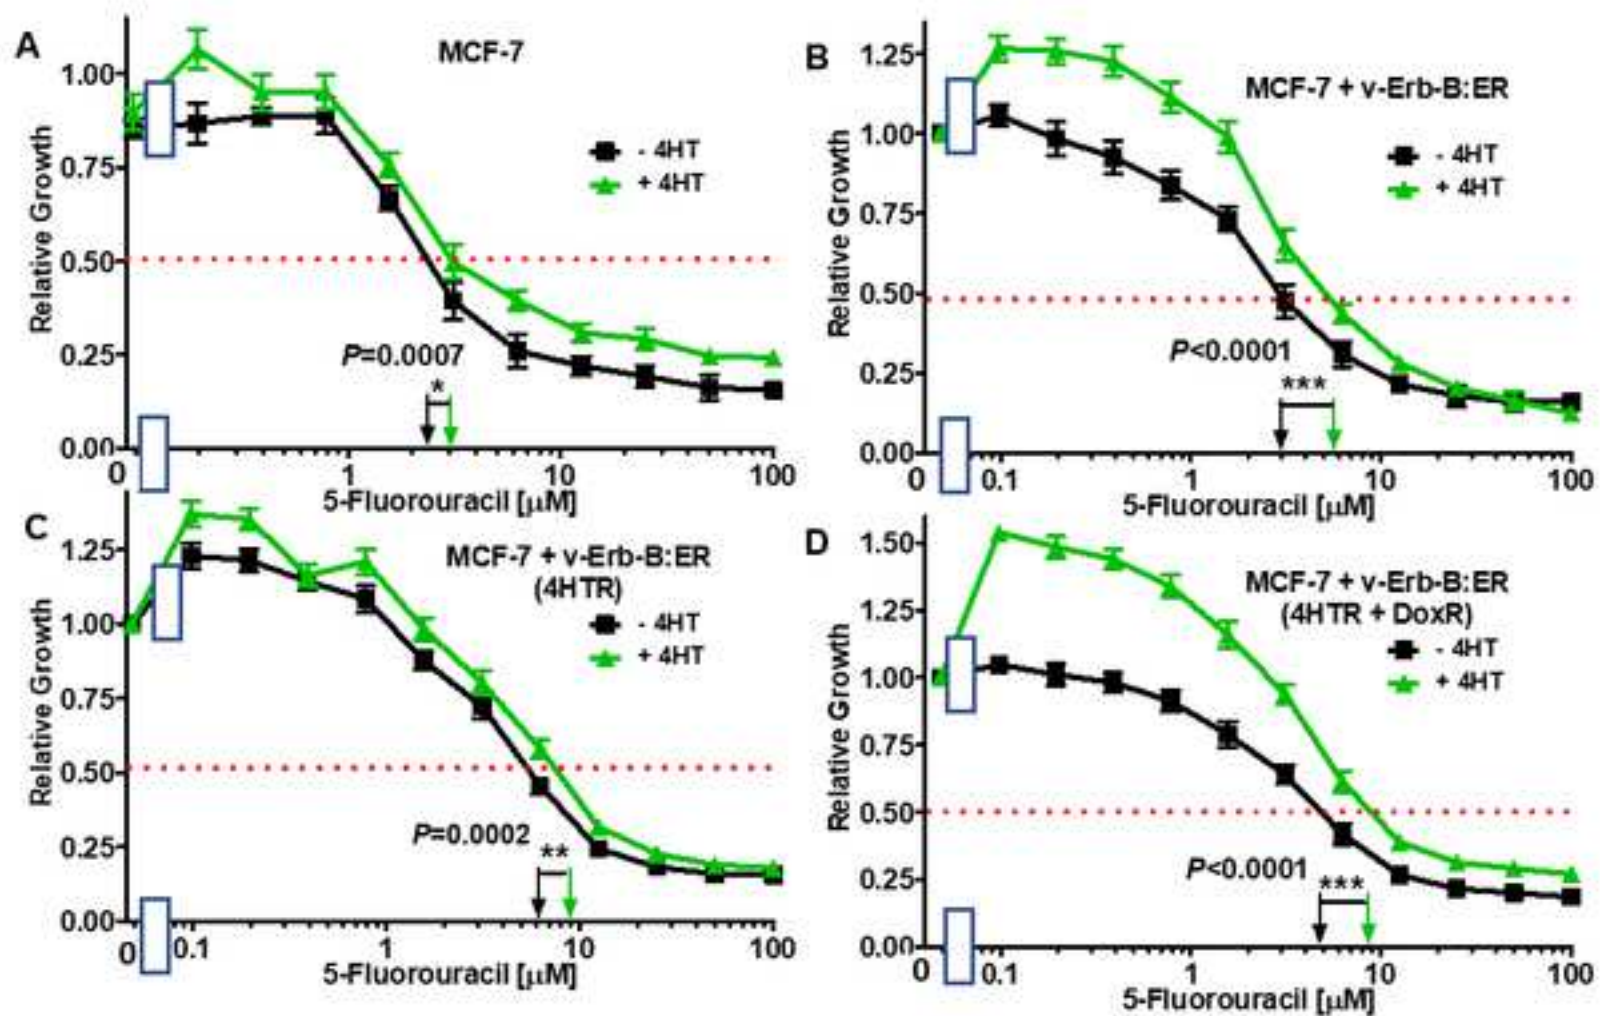 A
MCF-7
- 4HT
+ 4HT
Relative Growth
1.00
0.75
0.50
0.25
0.00
P=0.0007
*
0
1
10
100
5-Fluorouracil [µM]
B
MCF-7 + v-Erb-B:ER
- 4HT
+ 4HT
Relative Growth
1.25
1.00
0.75
0.50
0.25
0.00
P<0.0001
***
0
0.1
1
10
100
5-Fluorouracil [µM]
C
MCF-7 + v-Erb-B:ER
(4HTR)
- 4HT
+ 4HT
Relative Growth
1.25
1.00
0.75
0.50
0.25
0.00
P=0.0002
**
0
0.1
1
10
100
5-Fluorouracil [µM]
D
MCF-7 + v-Erb-B:ER
(4HTR + DoxR)
- 4HT
+ 4HT
Relative Growth
1.50
1.25
1.00
0.75
0.50
0.25
0.00
P<0.0001
***
0
0.1
1
10
100
5-Fluorouracil [µM]